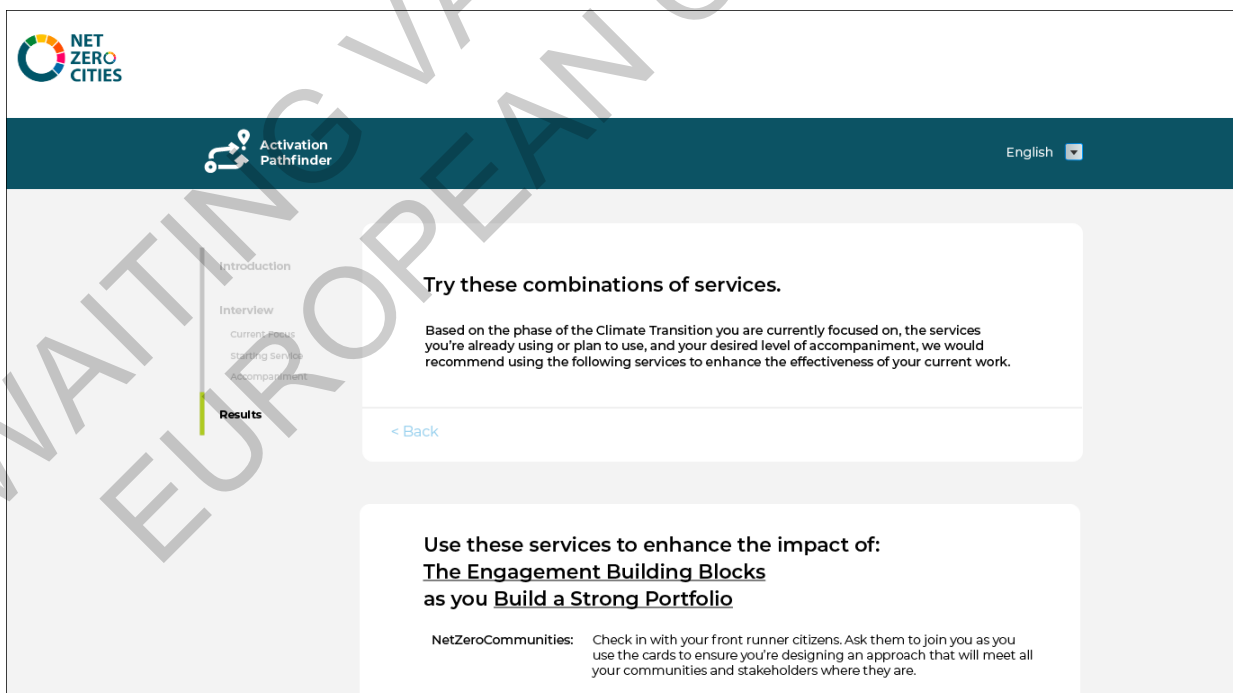 NET
ZERO
CITIES
Activation
Pathfinder
English
Introduction
Interview
Current Focus
Starting Service
Accompaniment
Results
Try these combinations of services.
Based on the phase of the Climate Transition you are currently focused on, the services
you're already using or plan to use, and your desired level of accompaniment, we would
recommend using the following services to enhance the effectiveness of your current work.
< Back
Use these services to enhance the impact of:
The Engagement Building Blocks
as you Build a Strong Portfolio
NetZeroCommunities: Check in with your front runner citizens. Ask them to join you as you
use the cards to ensure you're designing an approach that will meet all
your communities and stakeholders where they are.
WAITING
EUROPEAN